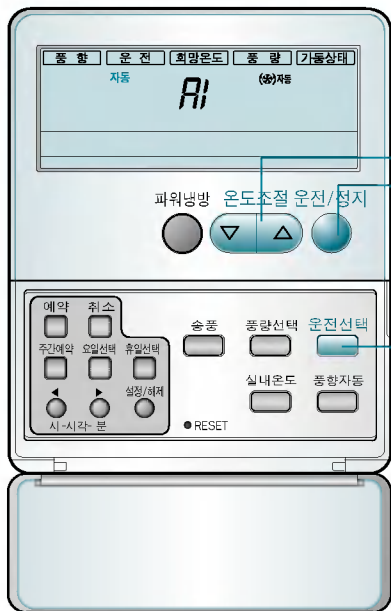 풍 향 운 전 희망온도 풍 량 가동상태
자동 AI 자동
파워냉방 온도조절 운전/정지
예약 취소
송풍 풍량선택 운전선택
주간예약 요일선택 휴일선택
실내온도 풍향자동
설정/해제
시-시각-분
RESET